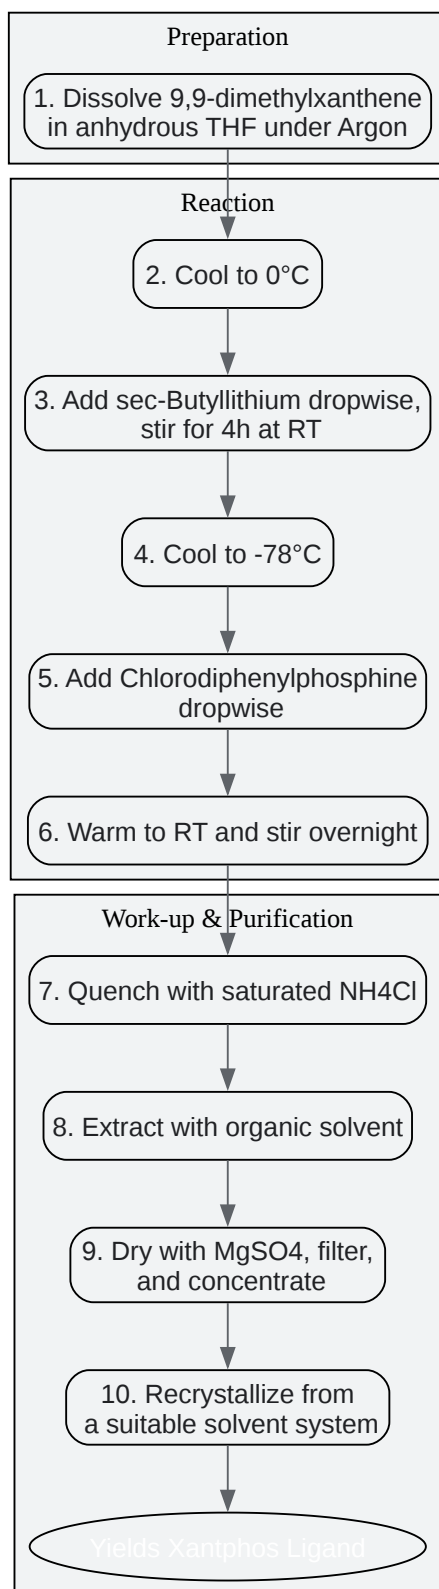 Preparation
1. Dissolve 9,9-dimethylxanthene
in anhydrous THF under Argon
Reaction
2. Cool to 0°C
3. Add sec-Butyllithium dropwise,
stir for 4h at RT
4. Cool to -78°C
5. Add Chlorodiphenylphosphine
dropwise
6. Warm to RT and stir overnight
Work-up & Purification
7. Quench with saturated NH4Cl
8. Extract with organic solvent
9. Dry with MgSO4, filter,
and concentrate
10. Recrystallize from
a suitable solvent system
Yields Xantphos Ligand